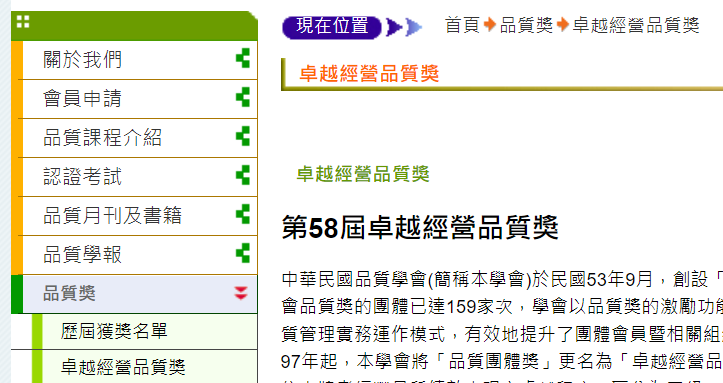 關於我們
會員申請
品質課程介紹
認證考試
品質月刊及書籍
品質學報
品質獎
歷屆獲獎名單
卓越經營品質獎
現在位置 首頁 品質獎 卓越經營品質獎
卓越經營品質獎
卓越經營品質獎
第58屆卓越經營品質獎
中華民國品質學會(簡稱本學會)於民國53年9月，創設「
會品質獎的團體已達159家次，學會以品質獎的激勵功能
質管理實務運作模式，有效地提升了團體會員暨相關組
97年起，本學會將「品質團體獎」更名為「卓越經營品